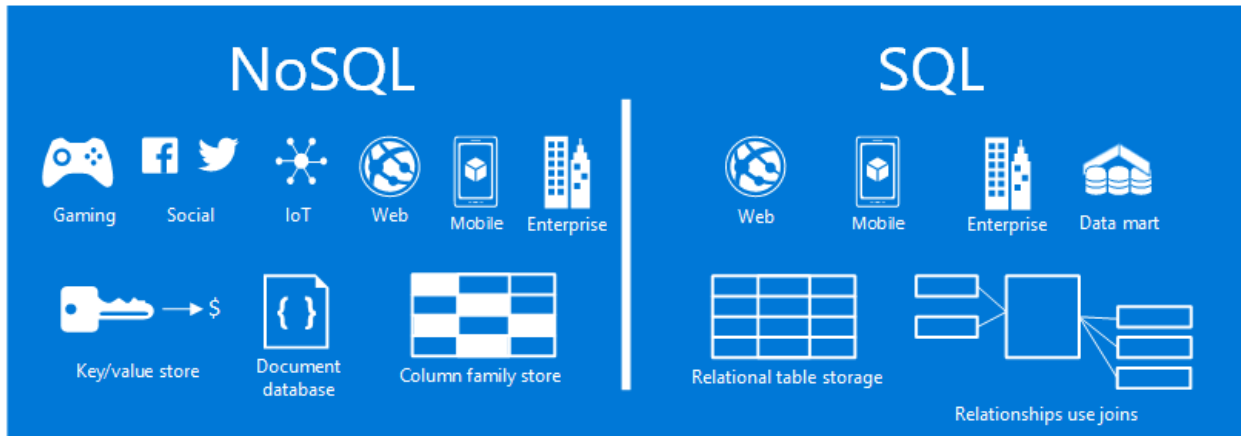 NoSQL
Gaming
Social
IoT
Web
Mobile
Enterprise
$
{ }
Key/value store
Document
database
Column family store
SQL
Web
Mobile
Enterprise
Data mart
Relational table storage
Relationships use joins